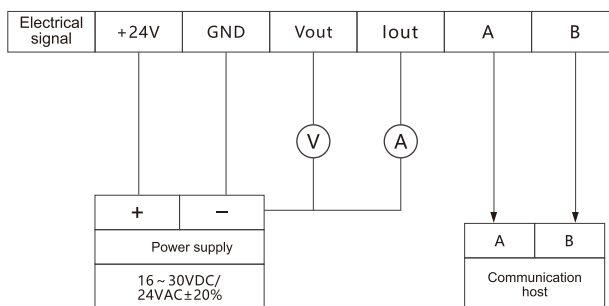 Electrical
signal
+24V
GND
Vout
Iout
A
B
V
A
+
−
Power supply
16~30VDC/
24VAC±20%
A
B
Communication
host